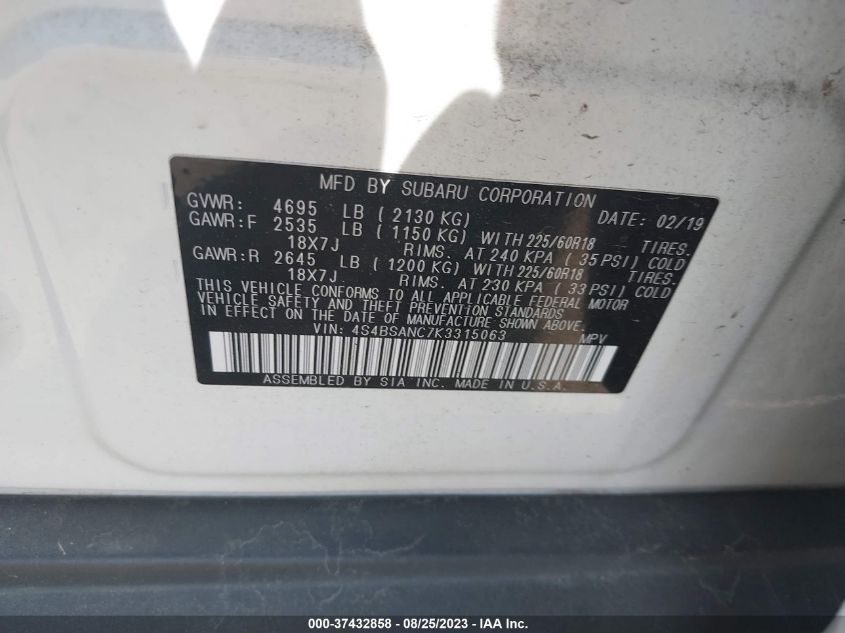 MFD BY SUBARU CORPORATION
GVWR: 4695 LB ( 2130 KG) DATE: 02/19
GAWR:F 2535 LB ( 1150 KG) WITH 225/60R18 TIRES.
18X7J RIMS. AT 240 KPA ( 35 PSI) COLD
GAWR:R 2645 LB ( 1200 KG) WITH 225/60R18 TIRES.
18X7J RIMS. AT 230 KPA ( 33 PSI) COLD
THIS VEHICLE CONFORMS TO ALL APPLICABLE FEDERAL MOTOR
VEHICLE SAFETY AND THEFT PREVENTION STANDARDS
IN EFFECT ON THE DATE OF MANUFACTURE SHOWN ABOVE.
VIN: 4S4BSANC7K3315063 MPV
ASSEMBLED BY SIA INC. MADE IN U.S.A.
000-37432858 - 08/25/2023 - IAA Inc.